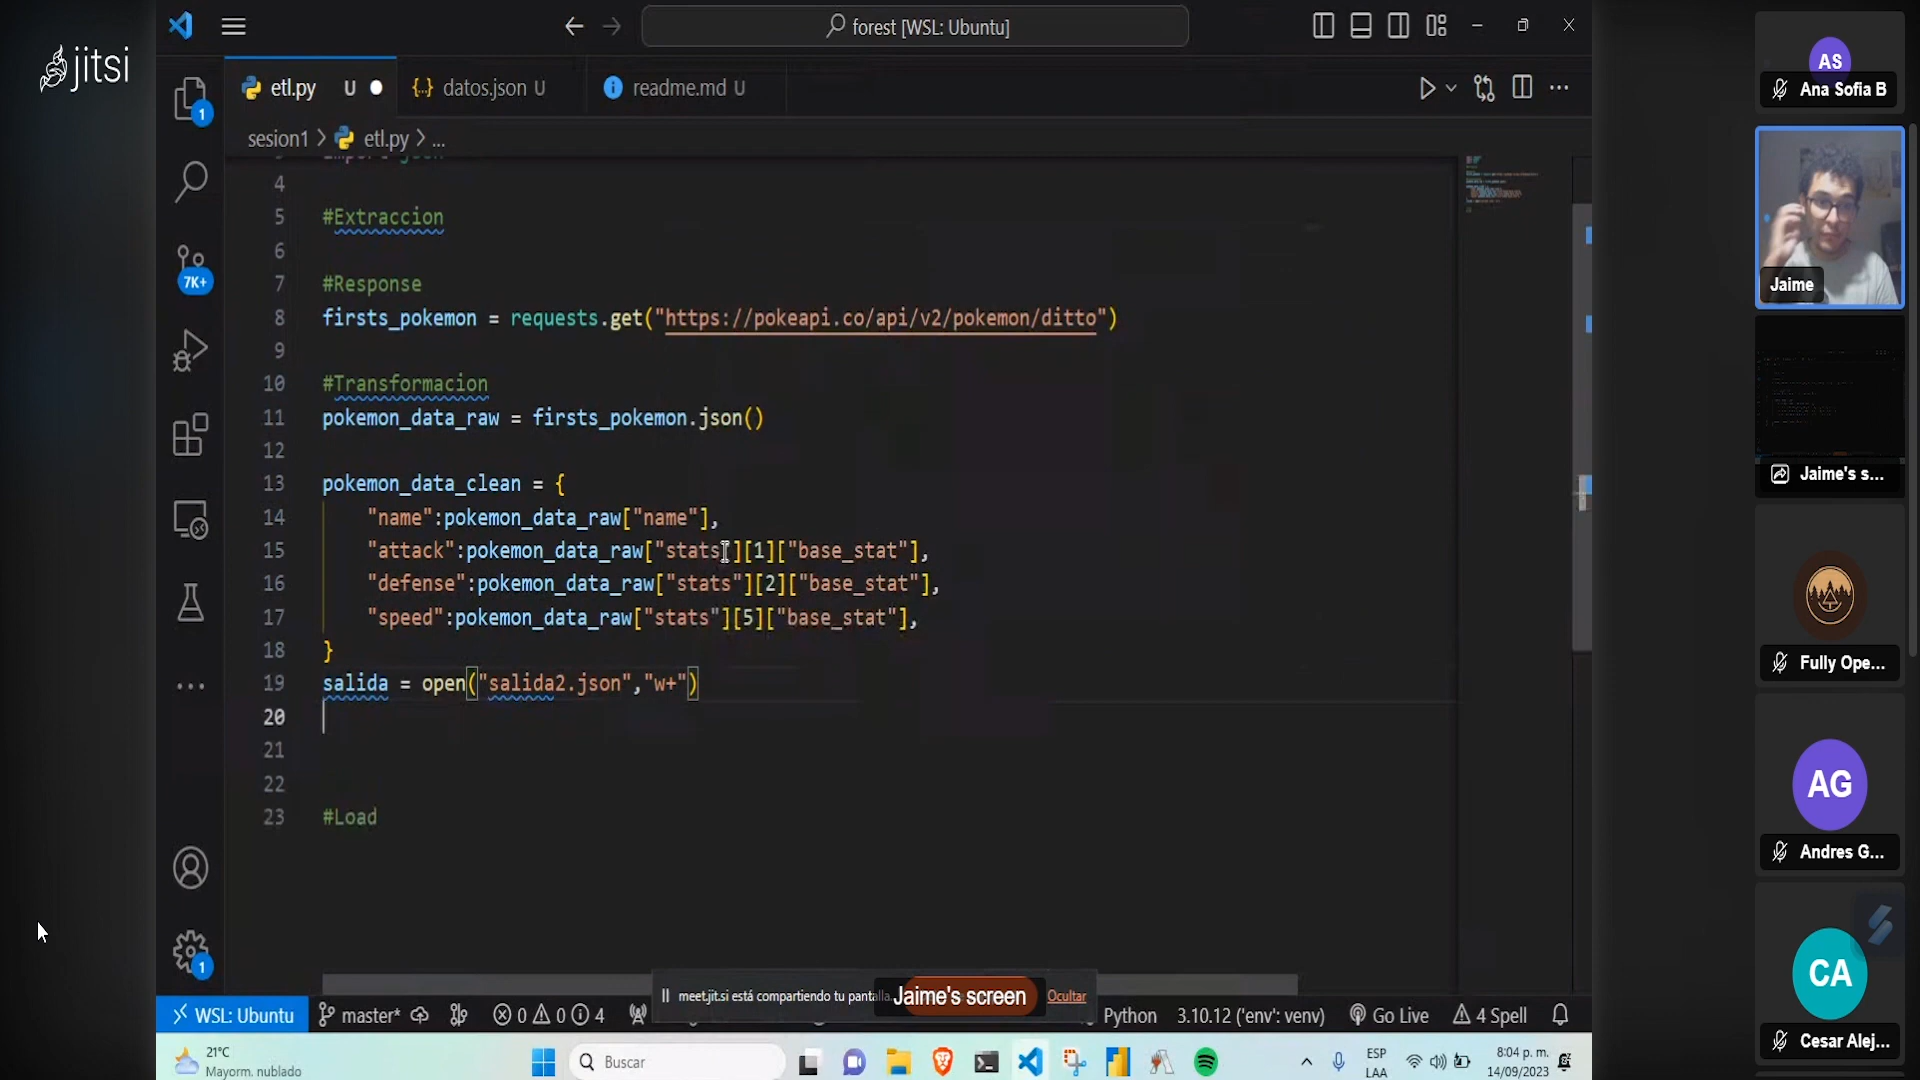 jitsi
forest [WSL: Ubuntu]
etl.py U
datos.json U
readme.md U
sesion1 > etl.py > ...
import json
4
5 #Extraccion
6
7 #Response
8 firsts_pokemon = requests.get("https://pokeapi.co/api/v2/pokemon/ditto")
9
10 #Transformacion
11 pokemon_data_raw = firsts_pokemon.json()
12
13 pokemon_data_clean = {
14 "name":pokemon_data_raw["name"],
15 "attack":pokemon_data_raw["stats"][1]["base_stat"],
16 "defense":pokemon_data_raw["stats"][2]["base_stat"],
17 "speed":pokemon_data_raw["stats"][5]["base_stat"],
18 }
19 salida = open("salida2.json","w+")
20
21
22
23 #Load
1
7K+
1
meet.jit.si está compartiendo tu pantalla.
Jaime's screen
Ocultar
WSL: Ubuntu
master*
0 0 4
Python
3.10.12 ('env': venv)
Go Live
4 Spell
21°C
Mayorm. nublado
Buscar
ESP
LAA
8:04 p. m.
14/09/2023
AS
Ana Sofia B
Jaime
Jaime's s...
Fully Ope...
AG
Andres G...
CA
Cesar Alej...